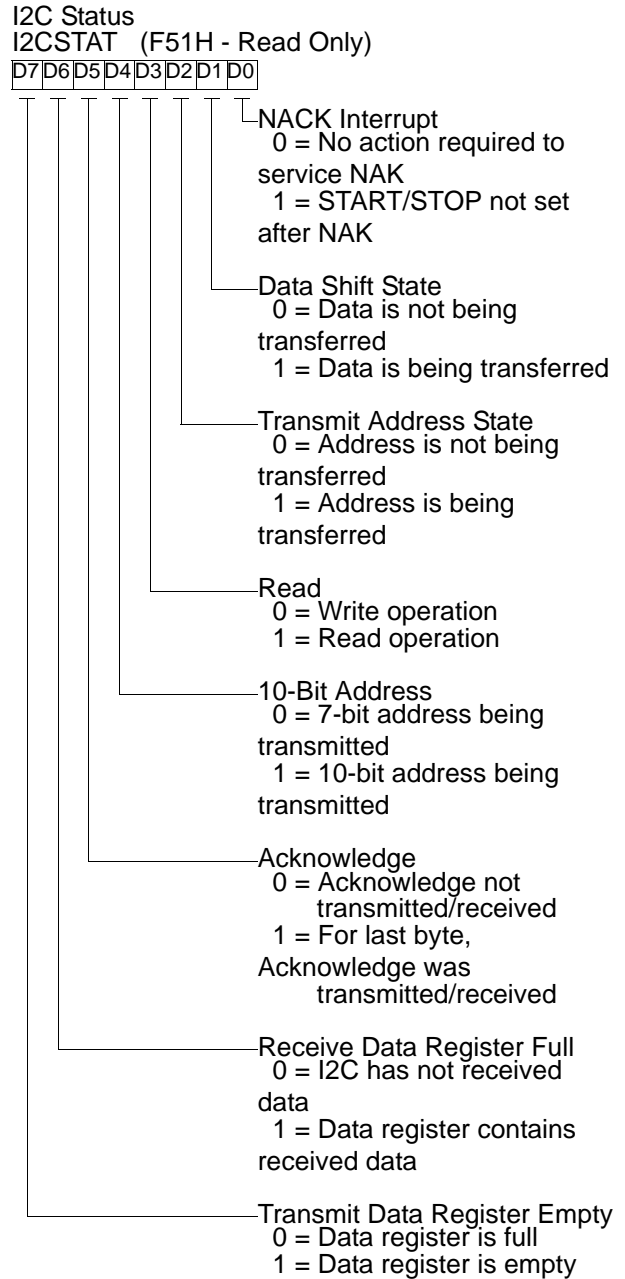 I2C Status
I2CSTAT (F51H - Read Only)
D7 D6 D5 D4 D3 D2 D1 D0
NACK Interrupt
0 = No action required to
service NAK
1 = START/STOP not set
after NAK
Data Shift State
0 = Data is not being
transferred
1 = Data is being transferred
Transmit Address State
0 = Address is not being
transferred
1 = Address is being
transferred
Read
0 = Write operation
1 = Read operation
10-Bit Address
0 = 7-bit address being
transmitted
1 = 10-bit address being
transmitted
Acknowledge
0 = Acknowledge not
transmitted/received
1 = For last byte,
Acknowledge was
transmitted/received
Receive Data Register Full
0 = I2C has not received
data
1 = Data register contains
received data
Transmit Data Register Empty
0 = Data register is full
1 = Data register is empty